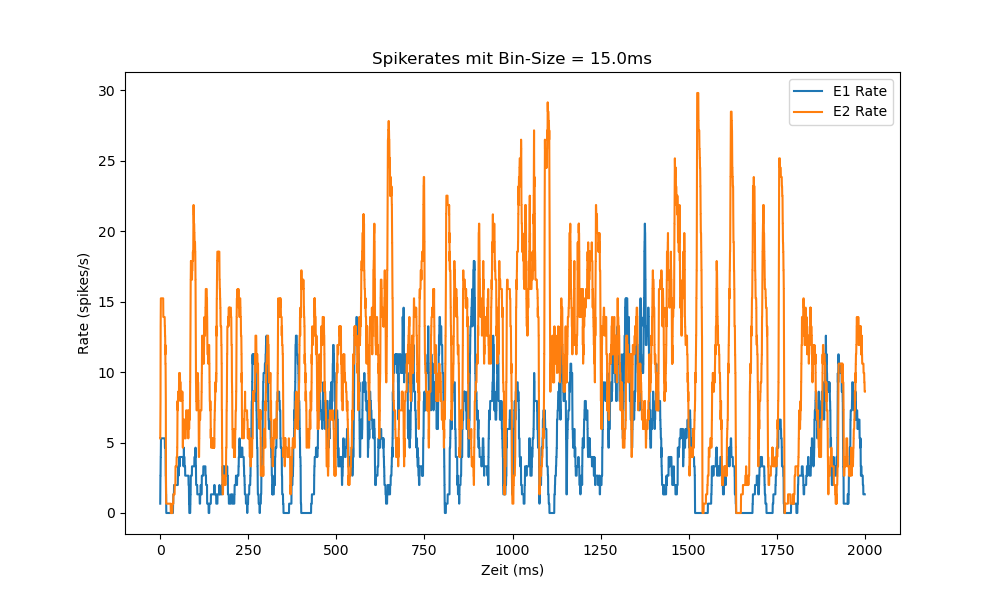 Spikerates mit Bin-Size = 15.0ms
E1 Rate
E2 Rate
Rate (spikes/s)
30
25
20
15
10
5
0
0 250 500 750 1000 1250 1500 1750 2000
Zeit (ms)